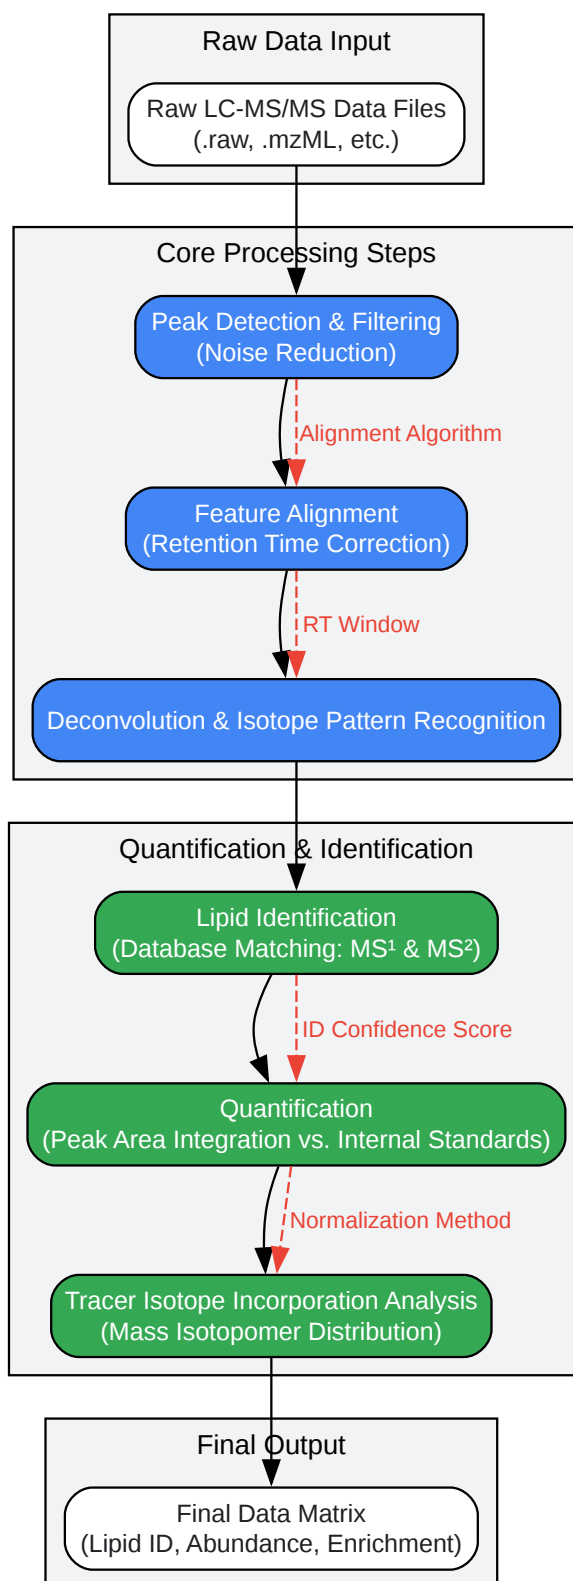 Raw Data Input
Raw LC-MS/MS Data Files
(.raw, .mzML, etc.)
Core Processing Steps
Peak Detection & Filtering
(Noise Reduction)
Alignment Algorithm
Feature Alignment
(Retention Time Correction)
RT Window
Deconvolution & Isotope Pattern Recognition
Quantification & Identification
Lipid Identification
(Database Matching: MS¹ & MS²)
ID Confidence Score
Quantification
(Peak Area Integration vs. Internal Standards)
Normalization Method
Tracer Isotope Incorporation Analysis
(Mass Isotopomer Distribution)
Final Output
Final Data Matrix
(Lipid ID, Abundance, Enrichment)